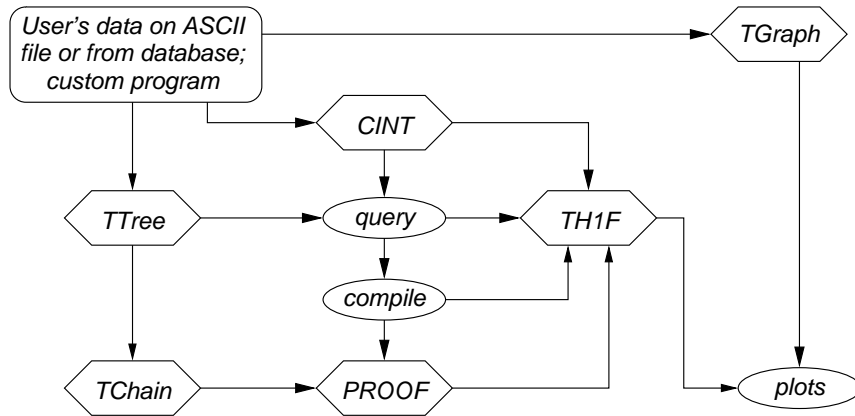 User's data on ASCII
file or from database;
custom program
TGraph
CINT
TTree
query
TH1F
compile
TChain
PROOF
plots